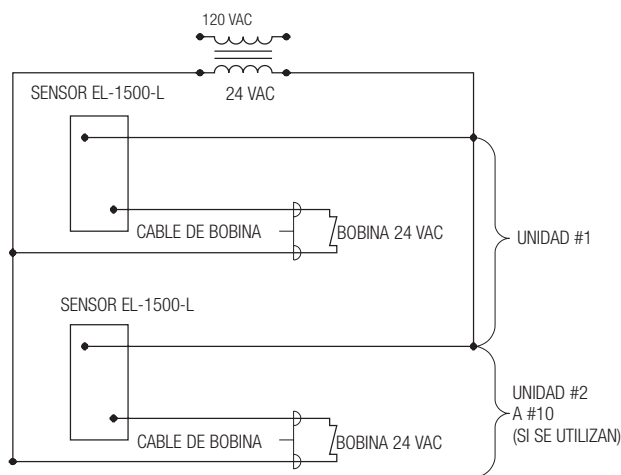 120 VAC
24 VAC
SENSOR EL-1500-L
CABLE DE BOBINA
BOBINA 24 VAC
UNIDAD #1
SENSOR EL-1500-L
CABLE DE BOBINA
BOBINA 24 VAC
UNIDAD #2
A #10
(SI SE UTILIZAN)